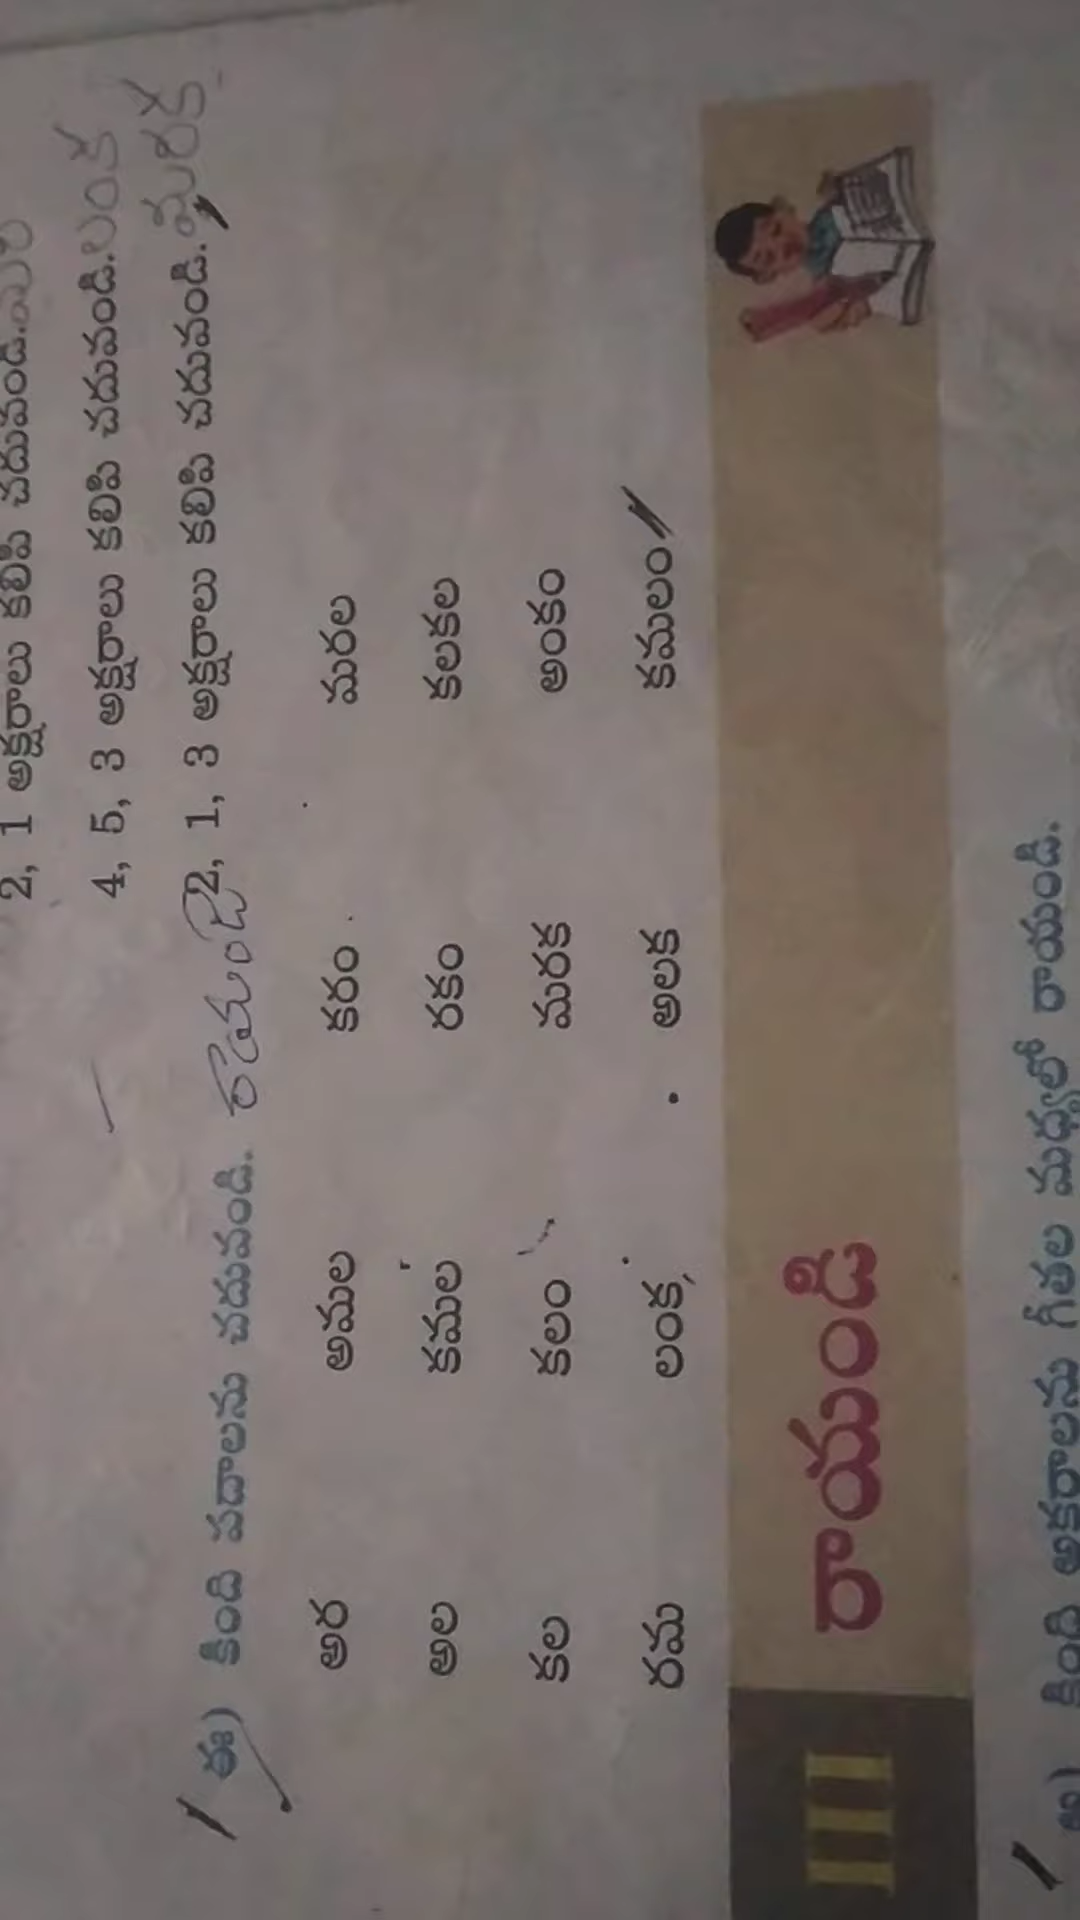 2, 1 అక్షరాలు కలిపి చదువండి.
4, 5, 3 అక్షరాలు కలిపి చదువండి. లంక
2, 1, 3 అక్షరాలు కలిపి చదువండి. మరక
ఈ) కింది పదాలను చదువండి.
అర అమల కరం మరల
అల కమల రకం కలకల
కల కలం మరక అంకం
రమ లంక అలక కమలం
III రాయండి
అ) కింది అక్షరాలను గీతల మధ్యలో రాయండి.